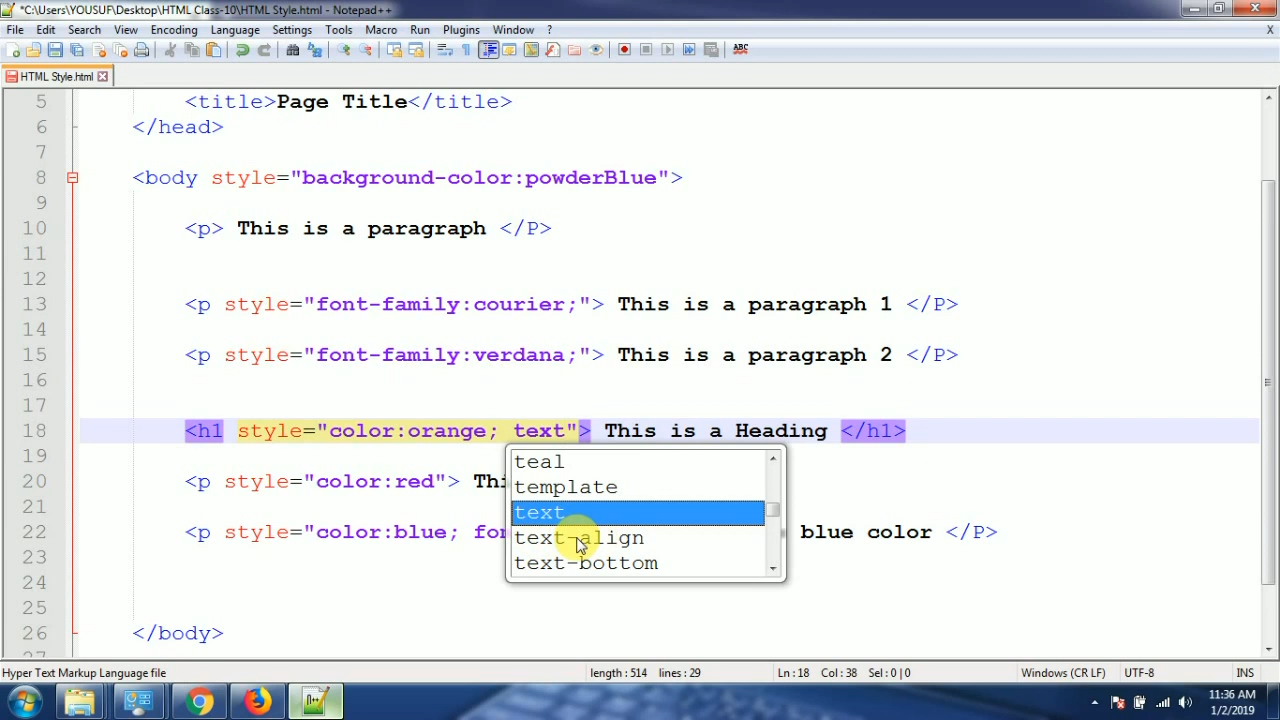 *C:\Users\YOUSUF\Desktop\HTML Class-10\HTML Style.html - Notepad++
File Edit Search View Encoding Language Settings Tools Macro Run Plugins Window ? X
ABC
HTML Style.html
5 <title>Page Title</title>
6 </head>
7
8 <body style="background-color:powderBlue">
9
10 <p> This is a paragraph </P>
11
12
13 <p style="font-family:courier;"> This is a paragraph 1 </P>
14
15 <p style="font-family:verdana;"> This is a paragraph 2 </P>
16
17
18 <h1 style="color:orange; text"> This is a Heading </h1>
19
teal
20 <p style="color:red"> Thi
template
21
text
22 <p style="color:blue; fon blue color </P>
text-align
23
text-bottom
24
25
26 </body>
27
Hyper Text Markup Language file length : 514 lines : 29 Ln : 18 Col : 38 Sel : 0 | 0 Windows (CR LF) UTF-8 INS
11:36 AM
1/2/2019